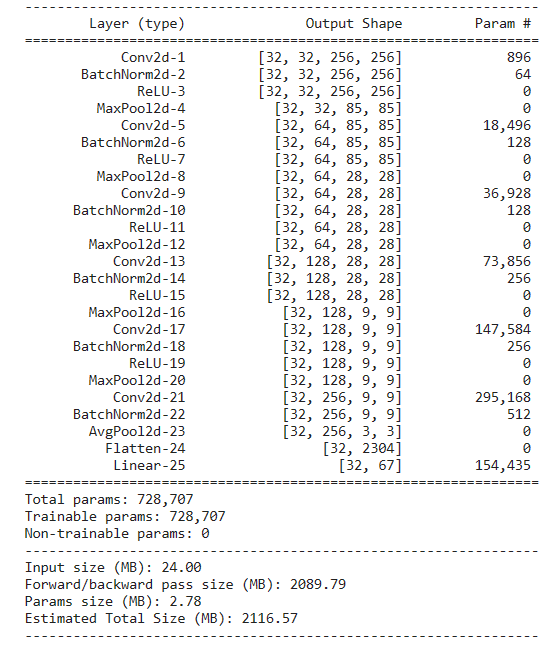 ----------------------------------------------------------------
Layer (type) Output Shape Param #
================================================================
Conv2d-1 [32, 32, 256, 256] 896
BatchNorm2d-2 [32, 32, 256, 256] 64
ReLU-3 [32, 32, 256, 256] 0
MaxPool2d-4 [32, 32, 85, 85] 0
Conv2d-5 [32, 64, 85, 85] 18,496
BatchNorm2d-6 [32, 64, 85, 85] 128
ReLU-7 [32, 64, 85, 85] 0
MaxPool2d-8 [32, 64, 28, 28] 0
Conv2d-9 [32, 64, 28, 28] 36,928
BatchNorm2d-10 [32, 64, 28, 28] 128
ReLU-11 [32, 64, 28, 28] 0
MaxPool2d-12 [32, 64, 28, 28] 0
Conv2d-13 [32, 128, 28, 28] 73,856
BatchNorm2d-14 [32, 128, 28, 28] 256
ReLU-15 [32, 128, 28, 28] 0
MaxPool2d-16 [32, 128, 9, 9] 0
Conv2d-17 [32, 128, 9, 9] 147,584
BatchNorm2d-18 [32, 128, 9, 9] 256
ReLU-19 [32, 128, 9, 9] 0
MaxPool2d-20 [32, 128, 9, 9] 0
Conv2d-21 [32, 256, 9, 9] 295,168
BatchNorm2d-22 [32, 256, 9, 9] 512
AvgPool2d-23 [32, 256, 3, 3] 0
Flatten-24 [32, 2304] 0
Linear-25 [32, 67] 154,435
================================================================
Total params: 728,707
Trainable params: 728,707
Non-trainable params: 0
----------------------------------------------------------------
Input size (MB): 24.00
Forward/backward pass size (MB): 2089.79
Params size (MB): 2.78
Estimated Total Size (MB): 2116.57
----------------------------------------------------------------